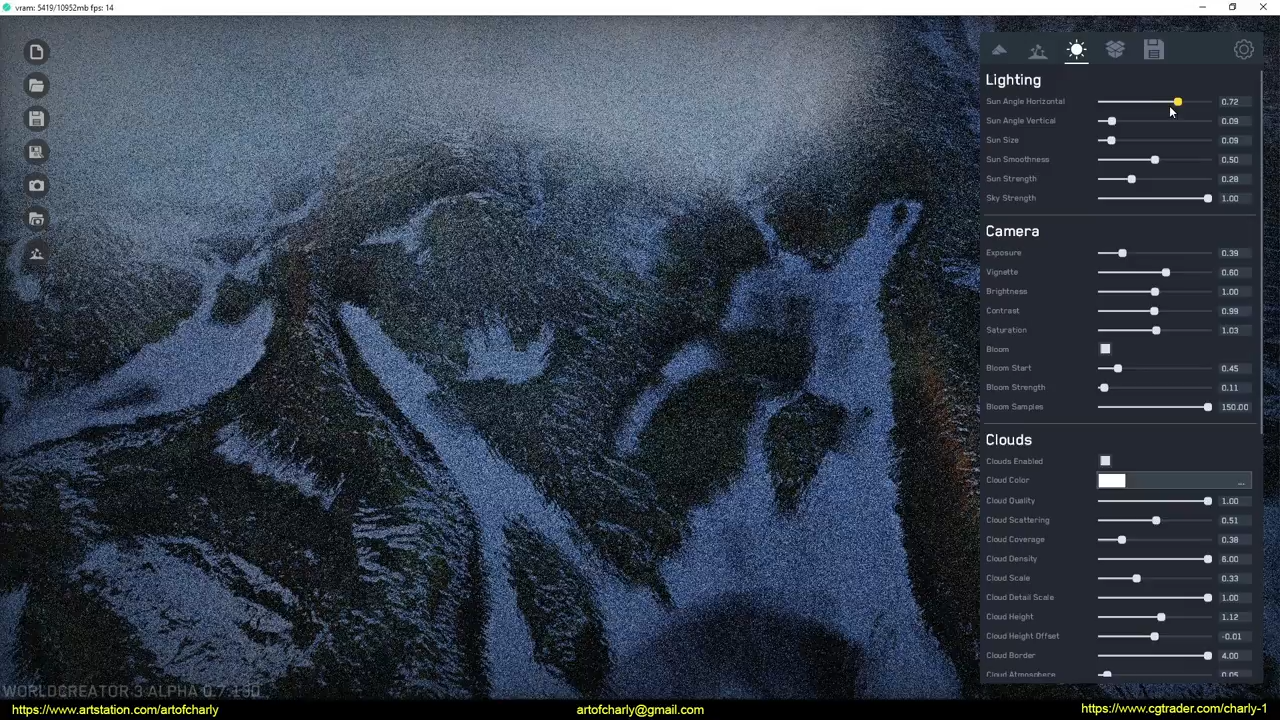 vram: 5419/10952mb fps: 14
Lighting
Sun Angle Horizontal 0.72
Sun Angle Vertical 0.09
Sun Size 0.09
Sun Smoothness 0.50
Sun Strength 0.28
Sky Strength 1.00
Camera
Exposure 0.39
Vignette 0.60
Brightness 1.00
Contrast 0.99
Saturation 1.03
Bloom
Bloom Start 0.45
Bloom Strength 0.11
Bloom Samples 150.00
Clouds
Clouds Enabled
Cloud Color ...
Cloud Quality 1.00
Cloud Scattering 0.51
Cloud Coverage 0.38
Cloud Density 6.00
Cloud Scale 0.33
Cloud Detail Scale 1.00
Cloud Height 1.12
Cloud Height Offset -0.01
Cloud Border 4.00
Cloud Atmosphere 0.05
WORLDCREATOR 3 ALPHA 0.7.190
https://www.artstation.com/artofcharly
artofcharly@gmail.com
https://www.cgtrader.com/charly-1